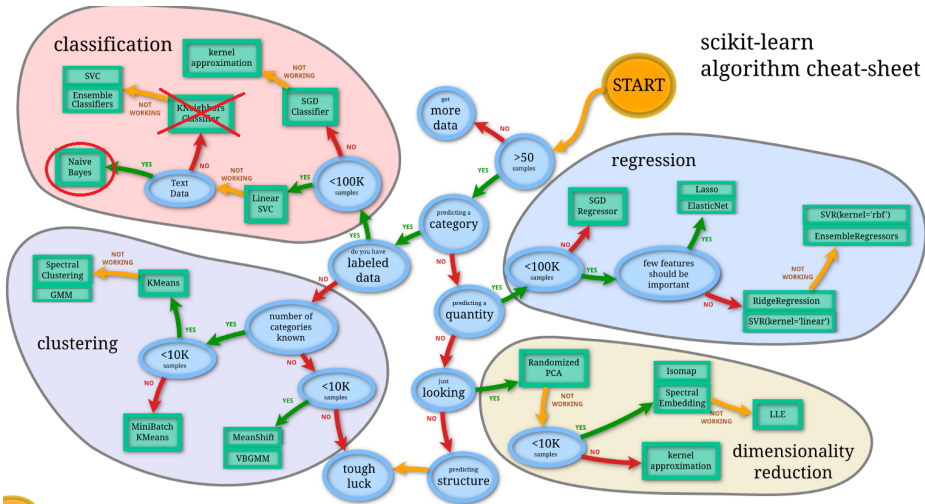 scikit-learn
algorithm cheat-sheet
START
classification
kernel
approximation
NOT
WORKING
SVC
Ensemble
Classifiers
NOT
WORKING
KNeighbors
Classifier
SGD
Classifier
NO
Naive
Bayes
YES
Text
Data
NO
NOT
WORKING
Linear
SVC
YES
<100K
samples
YES
get
more
data
NO
>50
samples
YES
predicting a
category
YES
do you have
labeled
data
NO
NO
predicting a
quantity
YES
NO
just
looking
YES
NO
predicting
structure
tough
luck
regression
SGD
Regressor
NO
<100K
samples
YES
Lasso
ElasticNet
YES
few features
should be
important
NO
RidgeRegression
SVR(kernel='linear')
NOT
WORKING
SVR(kernel='rbf')
EnsembleRegressors
clustering
Spectral
Clustering
GMM
NOT
WORKING
KMeans
YES
<10K
samples
YES
number of
categories
known
NO
NO
MiniBatch
KMeans
<10K
samples
YES
NO
MeanShift
VBGMM
dimensionality
reduction
Randomized
PCA
NOT
WORKING
<10K
samples
YES
NO
Isomap
Spectral
Embedding
NOT
WORKING
LLE
kernel
approximation